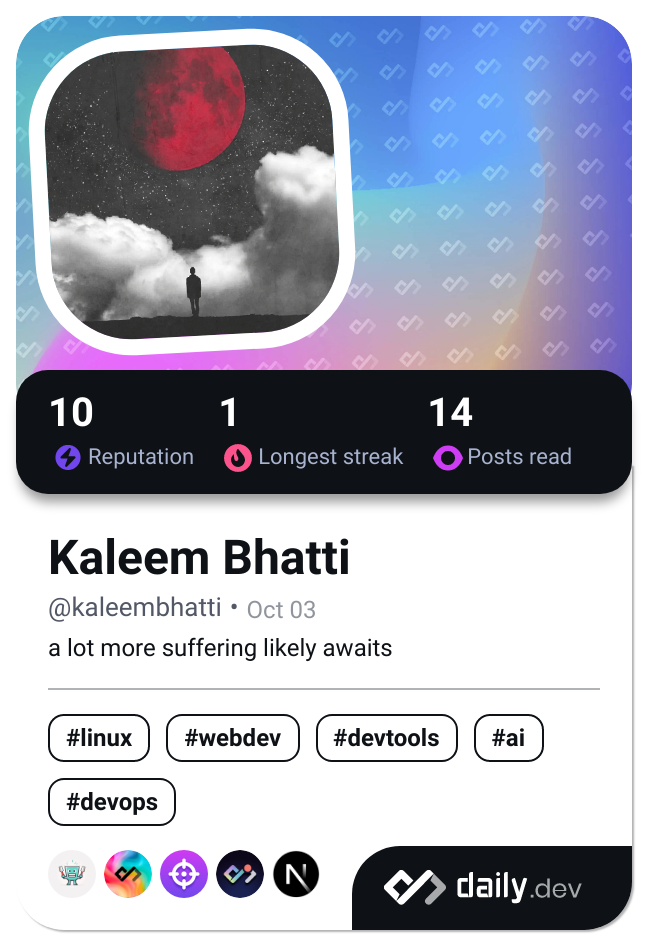 10 1 14
Reputation Longest streak Posts read
Kaleem Bhatti
@kaleembhatti • Oct 03
a lot more suffering likely awaits
#linux #webdev #devtools #ai
#devops
N
daily.dev